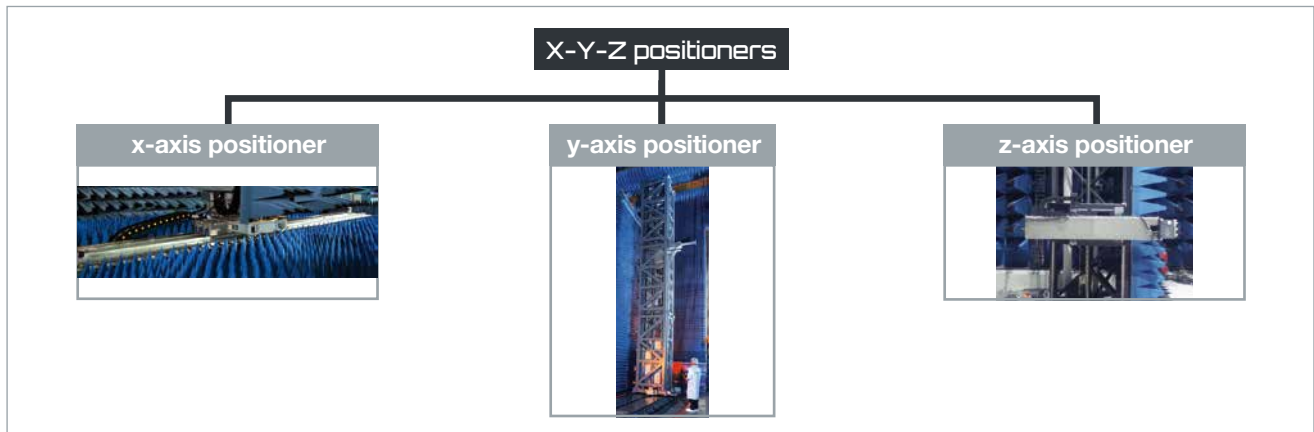 X-Y-Z positioners
x-axis positioner
y-axis positioner
z-axis positioner